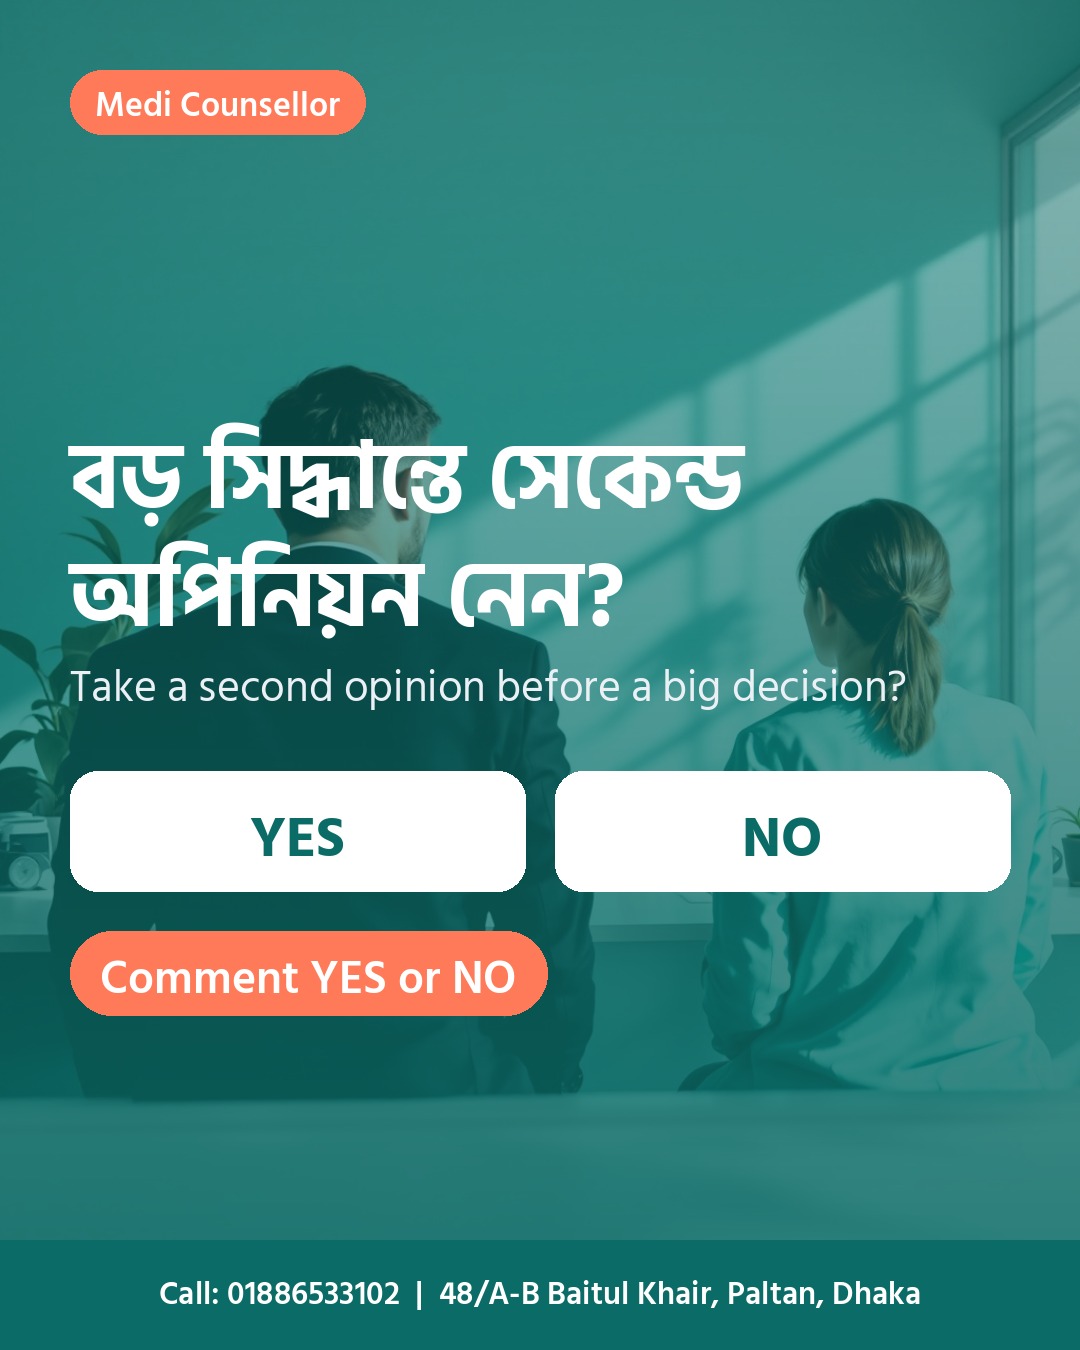 Medi Counsellor
বড় সিদ্ধান্তে সেকেন্ড
অপিনিয়ন নেন?
Take a second opinion before a big decision?
YES
NO
Comment YES or NO
Call: 01886533102 | 48/A-B Baitul Khair, Paltan, Dhaka